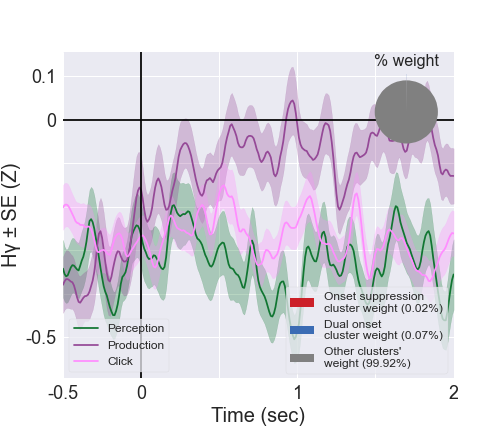 % weight
0.1
0
-0.5
Hγ ± SE (Z)
Perception
Production
Click
Onset suppression
cluster weight (0.02%)
Dual onset
cluster weight (0.07%)
Other clusters'
weight (99.92%)
-0.5
0
1
2
Time (sec)